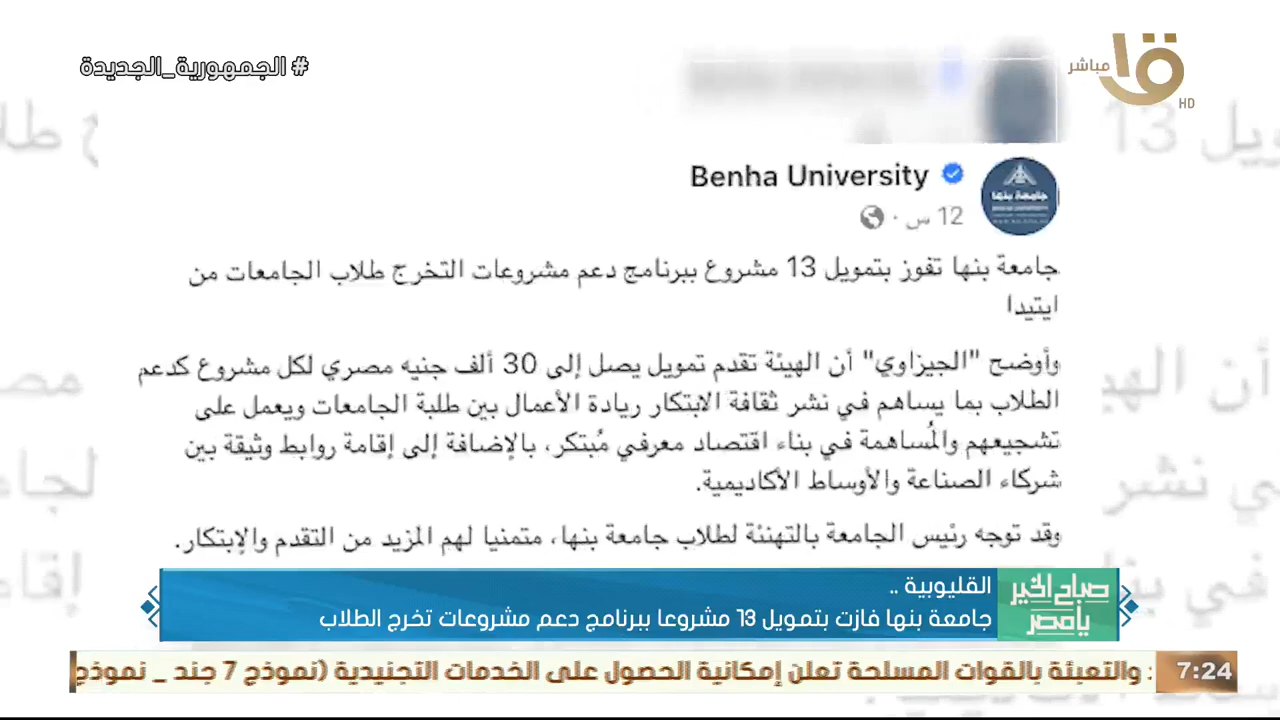 # الجمهورية_الجديدة
مباشر
HD
Benha University
جامعة بنها
12 س ·
جامعة بنها تفوز بتمويل 13 مشروع ببرنامج دعم مشروعات التخرج طلاب الجامعات من
ايتيدا
وأوضح "الجيزاوي" أن الهيئة تقدم تمويل يصل إلى 30 ألف جنيه مصري لكل مشروع كدعم
الطلاب بما يساهم في نشر ثقافة الابتكار ريادة الأعمال بين طلبة الجامعات ويعمل على
تشجيعهم والمُساهمة في بناء اقتصاد معرفي مُبتكر، بالإضافة إلى إقامة روابط وثيقة بين
شركاء الصناعة والأوساط الأكاديمية.
وقد توجه رئيس الجامعة بالتهنئة لطلاب جامعة بنها، متمنيا لهم المزيد من التقدم والإبتكار.
صباح الخير
يا مصر
القليوبية ..
جامعة بنها فازت بتمويل 13 مشروعا ببرنامج دعم مشروعات تخرج الطلاب
7:24
والتعبئة بالقوات المسلحة تعلن إمكانية الحصول على الخدمات التجنيدية (نموذج 7 جند _ نموذج